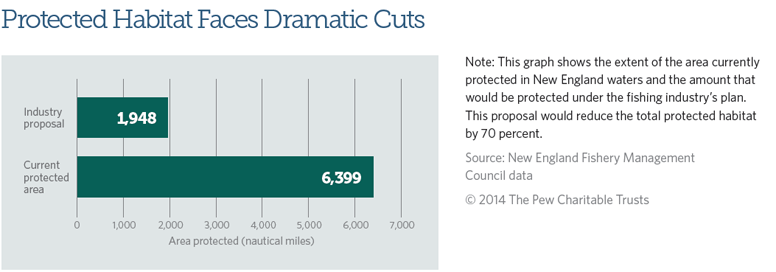 Protected Habitat Faces Dramatic Cuts
Industry
proposal
1,948
Current
protected
area
6,399
0 1,000 2,000 3,000 4,000 5,000 6,000 7,000
Area protected (nautical miles)
Note: This graph shows the extent of the area currently
protected in New England waters and the amount that
would be protected under the fishing industry's plan.
This proposal would reduce the total protected habitat
by 70 percent.
Source: New England Fishery Management
Council data
© 2014 The Pew Charitable Trusts